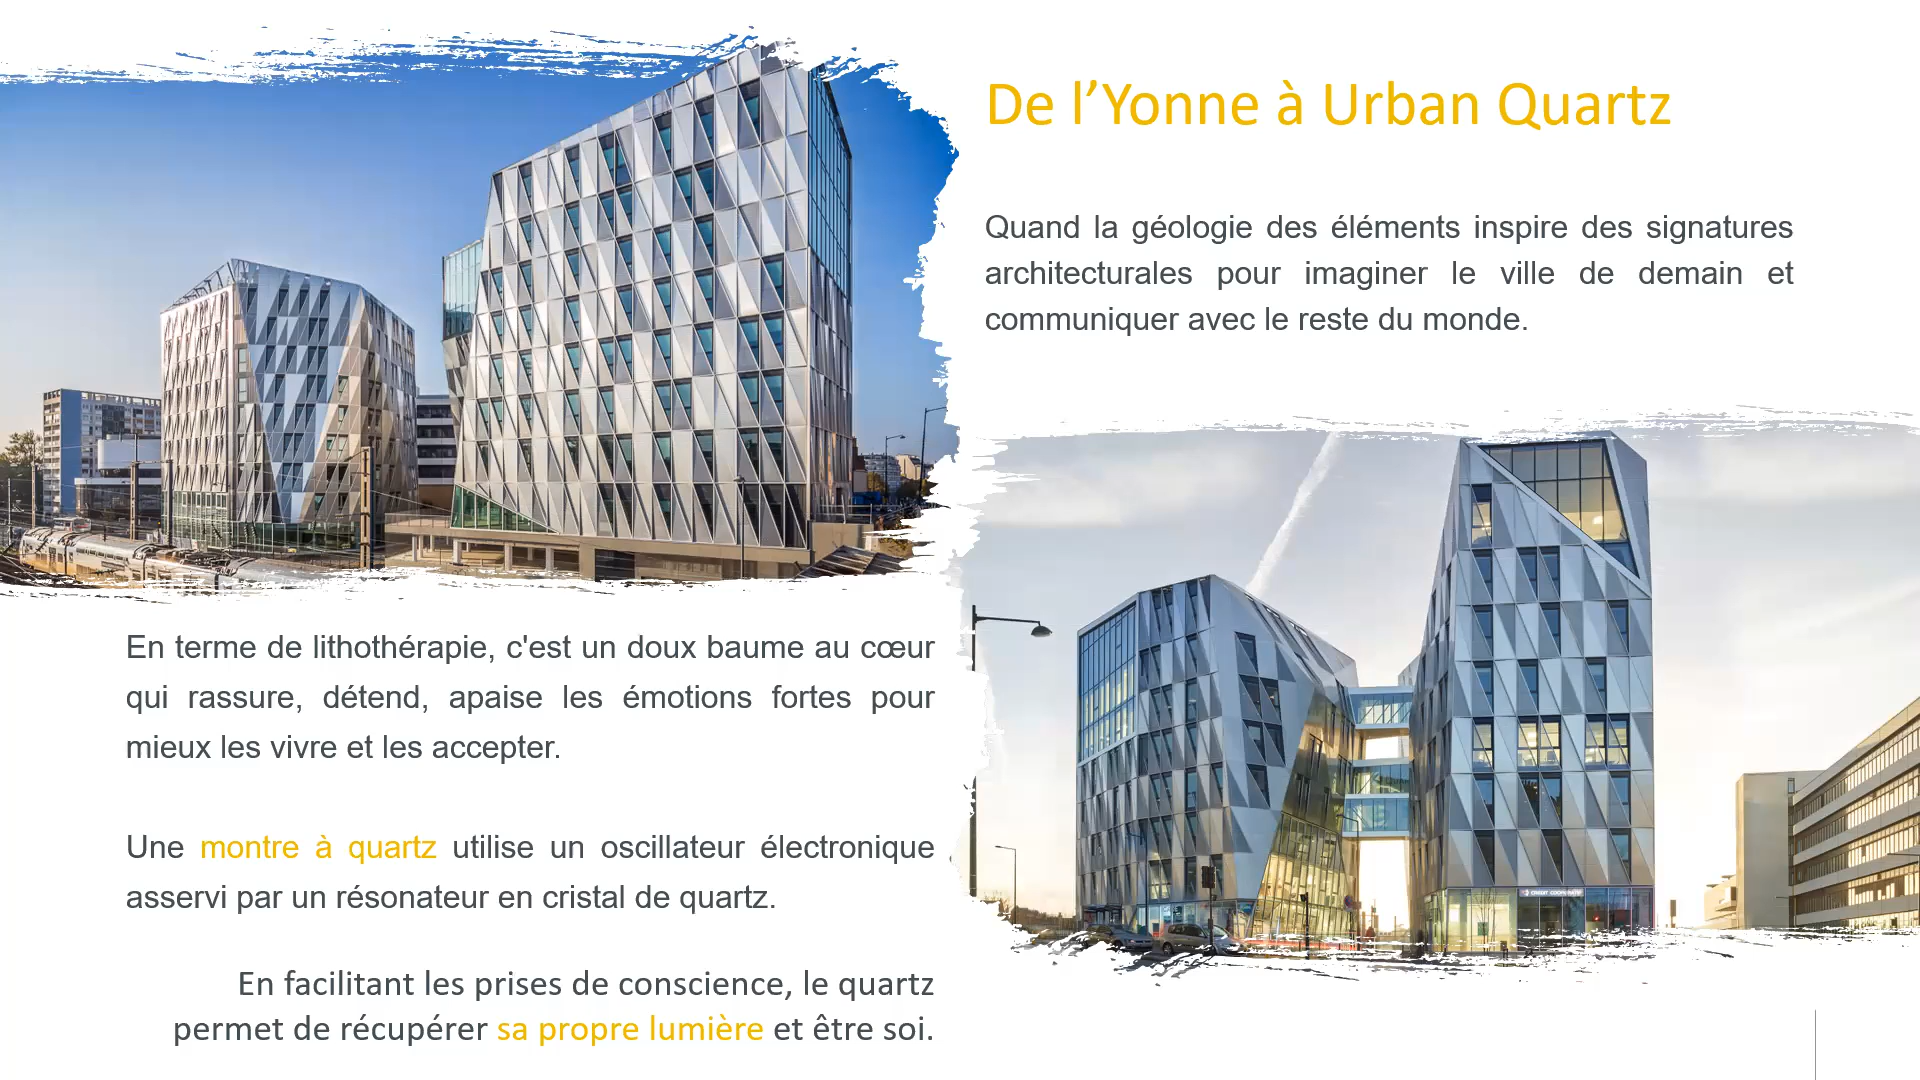 De l’Yonne à Urban Quartz
Quand la géologie des éléments inspire des signatures
architecturales pour imaginer le ville de demain et
communiquer avec le reste du monde.
En terme de lithothérapie, c'est un doux baume au cœur
qui rassure, détend, apaise les émotions fortes pour
mieux les vivre et les accepter.
Une montre à quartz utilise un oscillateur électronique
asservi par un résonateur en cristal de quartz.
En facilitant les prises de conscience, le quartz
permet de récupérer sa propre lumière et être soi.
CREDIT COOPERATIF